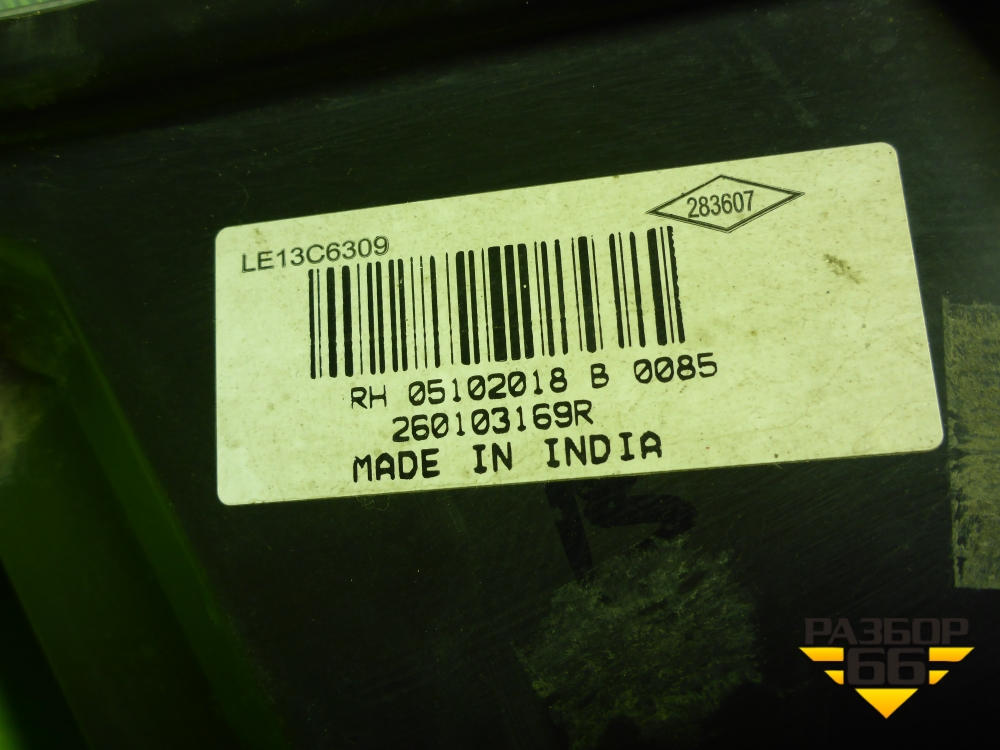 283607
LE13C6309
RH 05102018 B 0085
260103169R
MADE IN INDIA
РАЗБОР
66